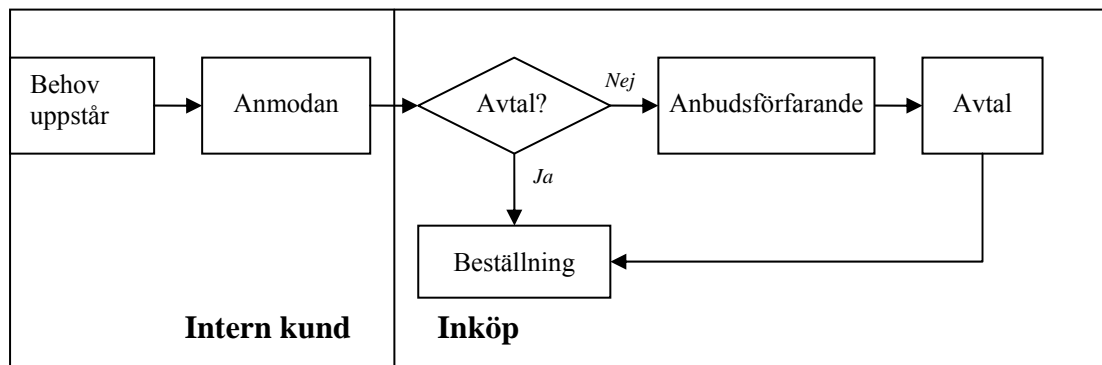 Behov
uppstår
Anmodan
Avtal?
Nej
Anbudsförfarande
Avtal
Ja
Beställning
Intern kund
Inköp